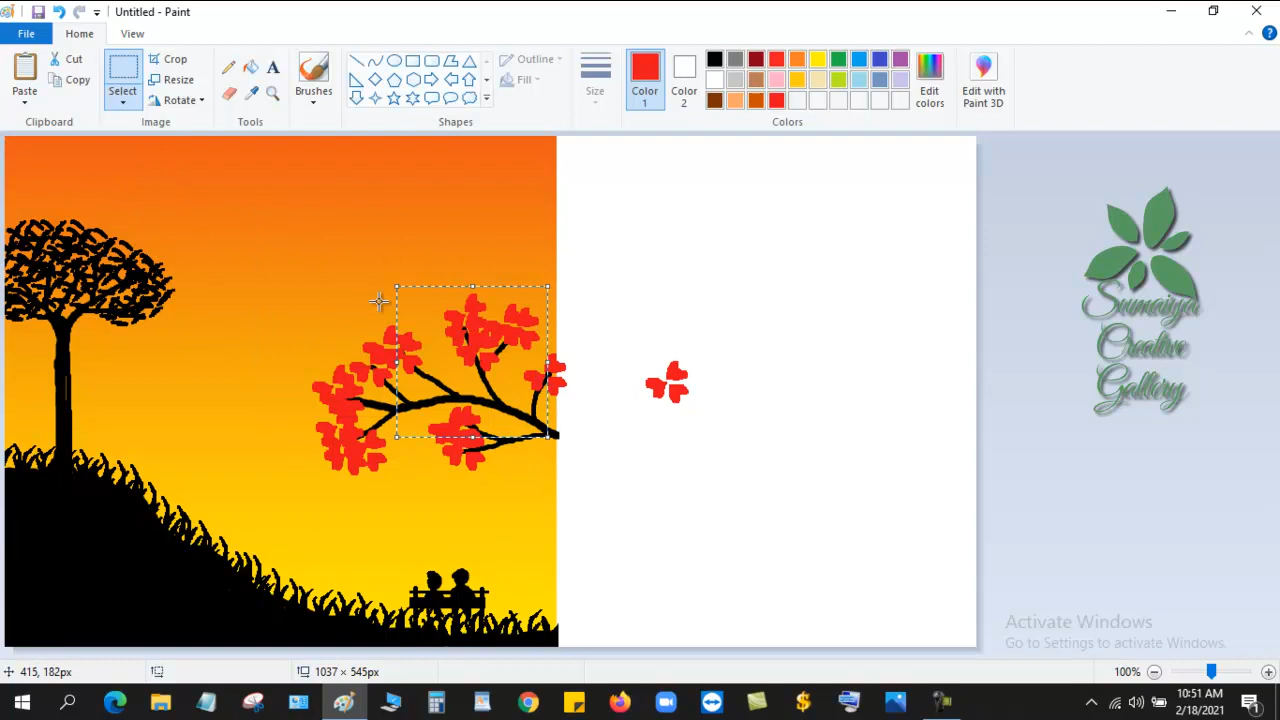 Untitled - Paint
File
Home
View
Paste
Cut
Copy
Clipboard
Select
Crop
Resize
Rotate
Image
Tools
Brushes
Shapes
Outline
Fill
Size
Color
1
Color
2
Colors
Edit
colors
Edit with
Paint 3D
Sumaiya
Creative
Gallery
Activate Windows
Go to Settings to activate Windows.
415, 182px
1037 × 545px
100%
10:51 AM
2/18/2021